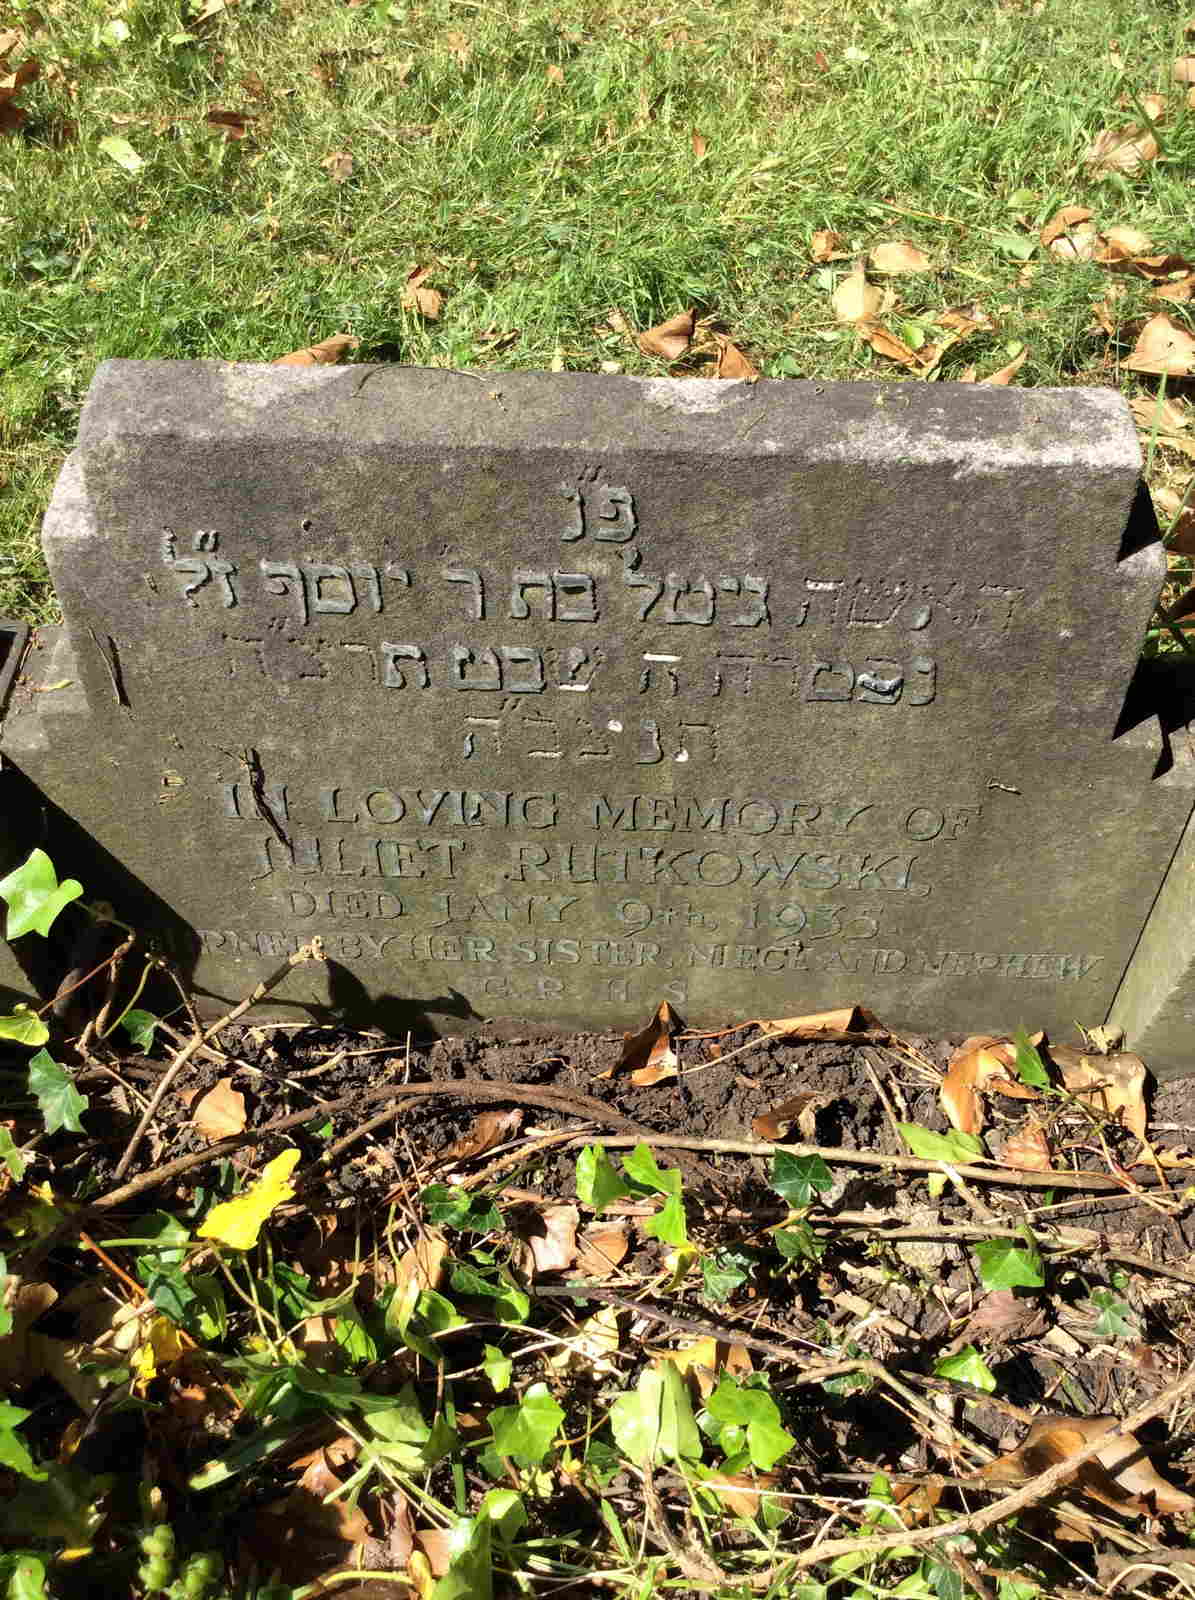 פ״נ
האשה גיטל בת ר יוסף ז״ל
נפטרה ה שבט תרצ״ה
תנצב״ה
IN LOVING MEMORY OF
JULIET RUTKOWSKI,
DIED JANY 9TH, 1935.
MOURNED BY HER SISTER, NIECE AND NEPHEW.
G. R. H. S.